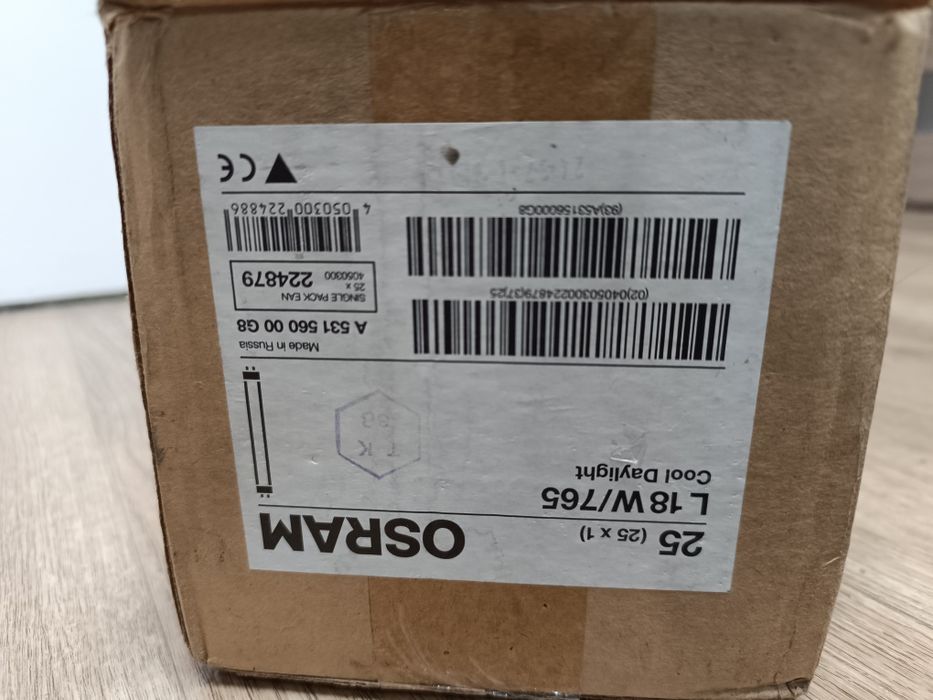 25 (25 x 1)
OSRAM
L 18 W/765
Cool Daylight
K
Made in Russia
A 531 560 00 G8
(02)04050300224879(37)25
SINGLE PACK EAN
25 x
4050300 224879
(93)A53156000G8
4 050300 224886
CE